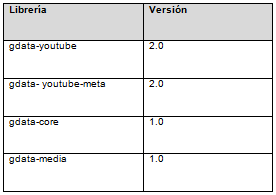 Librería Versión
gdata-youtube 2.0
gdata- youtube-meta 2.0
gdata-core 1.0
gdata-media 1.0